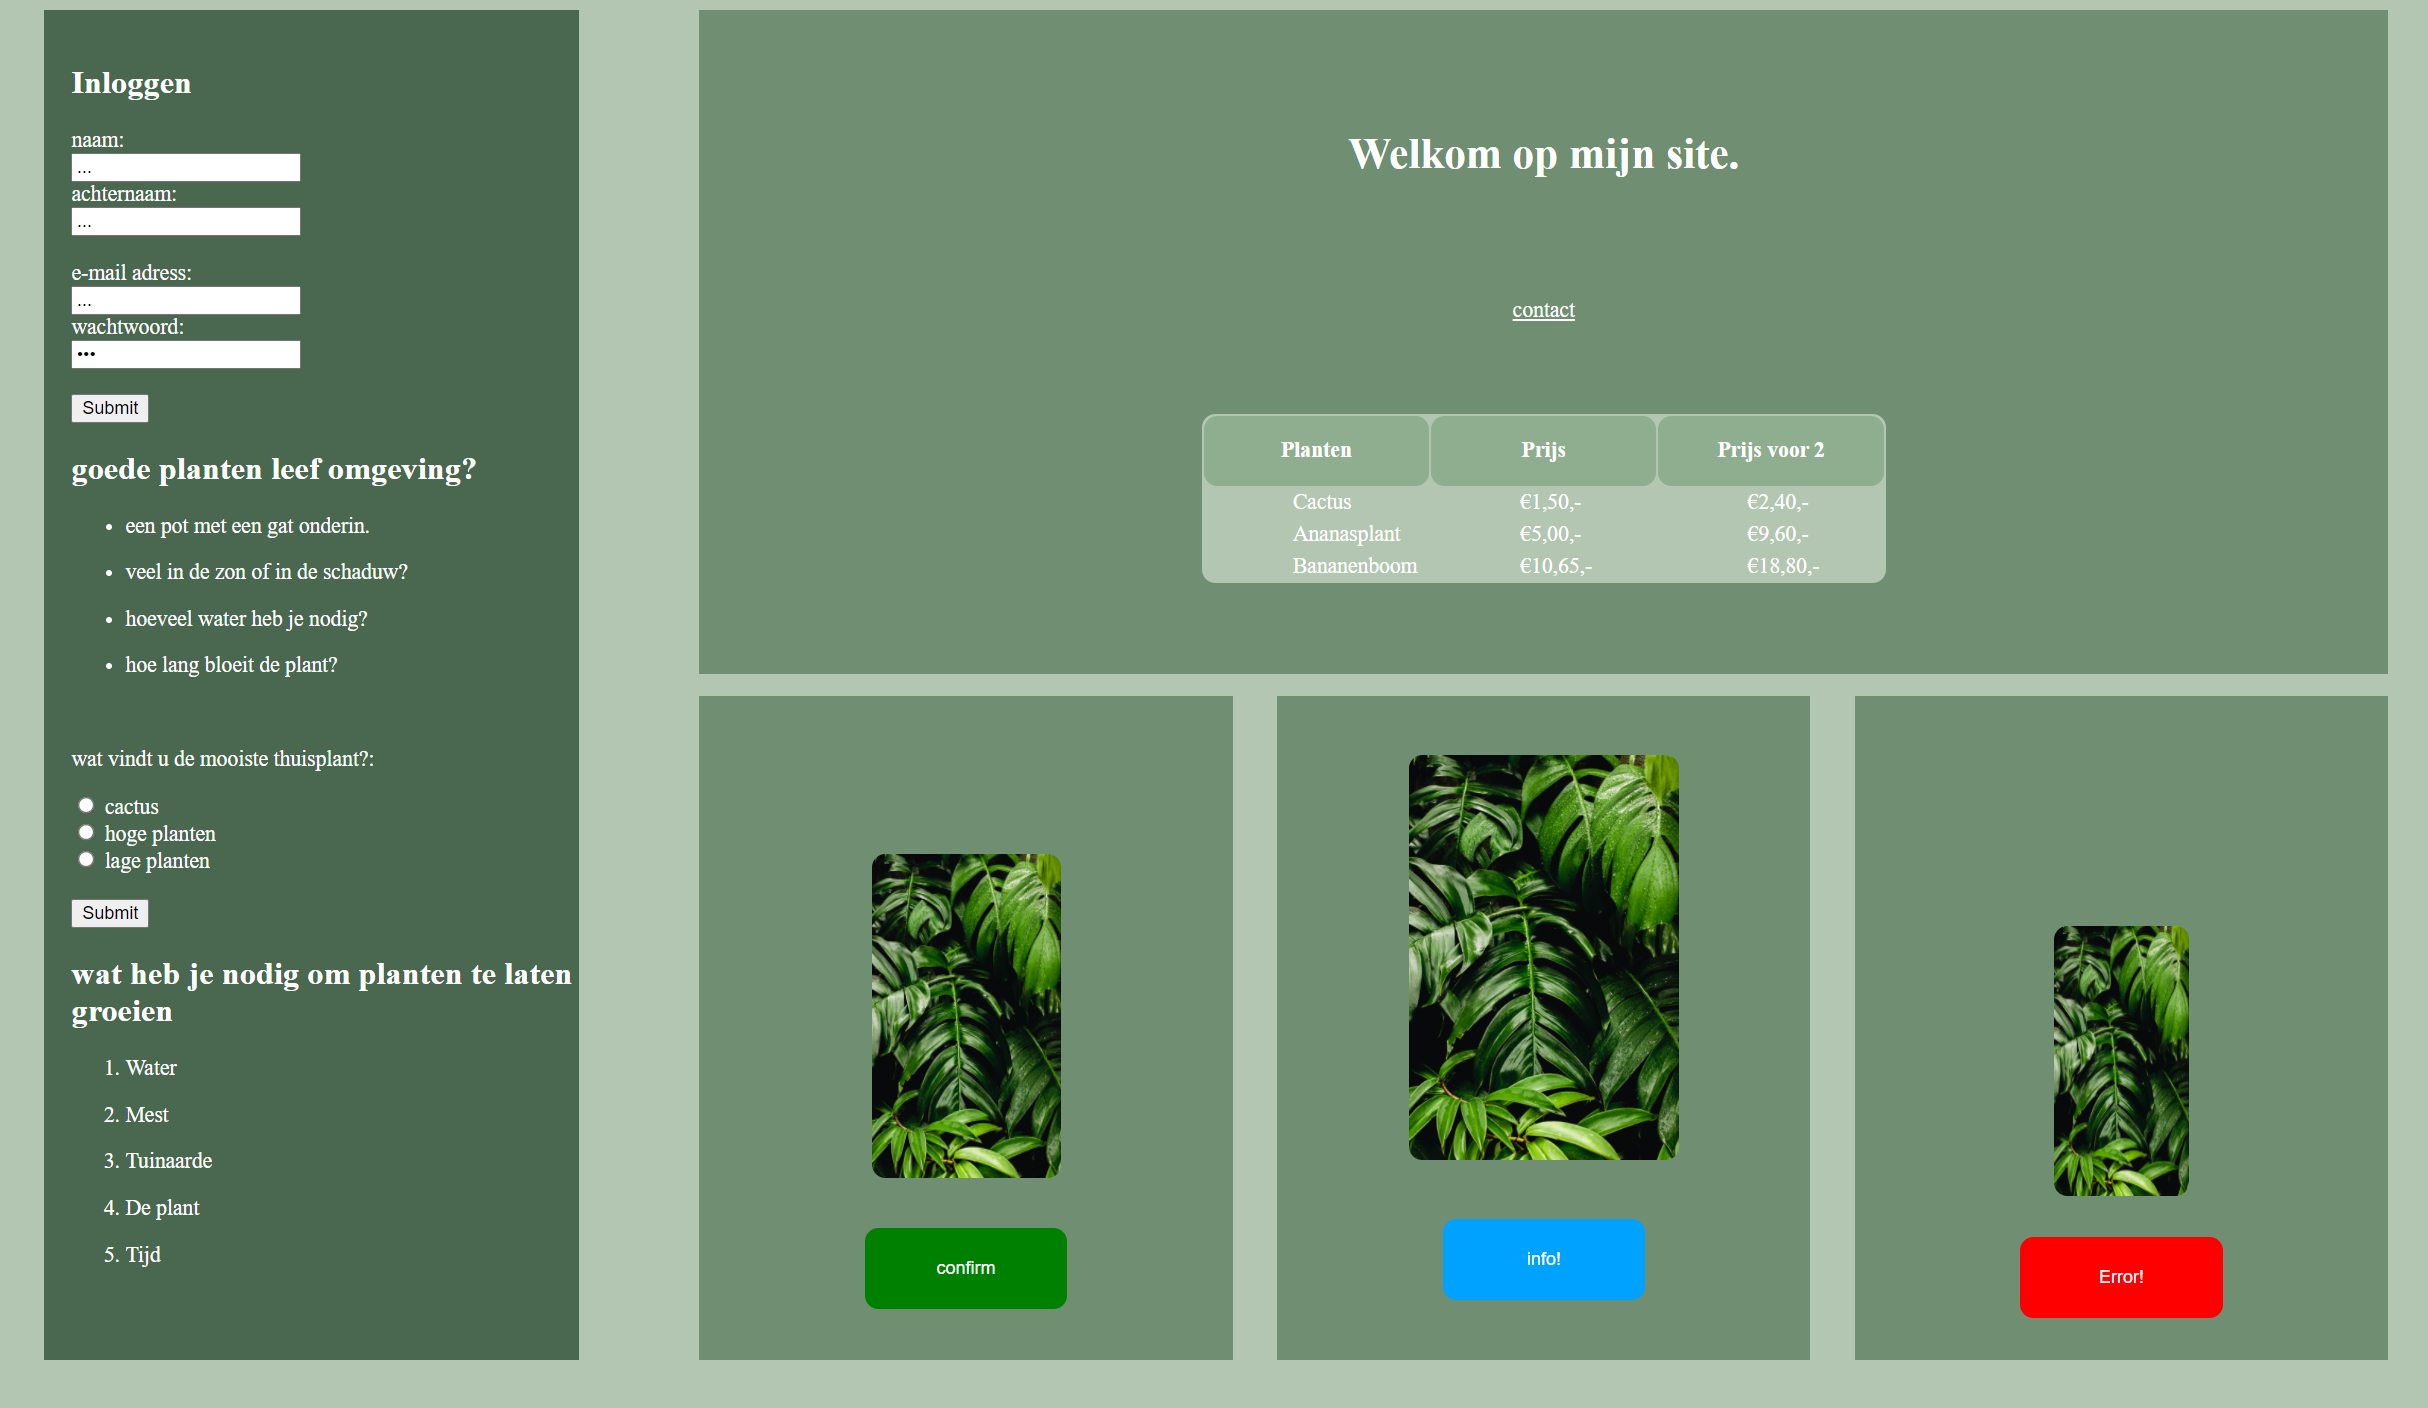 Inloggen
naam:
...
achternaam:
...
e-mail adress:
...
wachtwoord:
•••
Submit
goede planten leef omgeving?
• een pot met een gat onderin.
• veel in de zon of in de schaduw?
• hoeveel water heb je nodig?
• hoe lang bloeit de plant?
wat vindt u de mooiste thuisplant?:
cactus
hoge planten
lage planten
Submit
wat heb je nodig om planten te laten
groeien
1. Water
2. Mest
3. Tuinaarde
4. De plant
5. Tijd
Welkom op mijn site.
contact
Planten Prijs Prijs voor 2
Cactus €1,50,- €2,40,-
Ananasplant €5,00,- €9,60,-
Bananenboom €10,65,- €18,80,-
confirm
info!
Error!